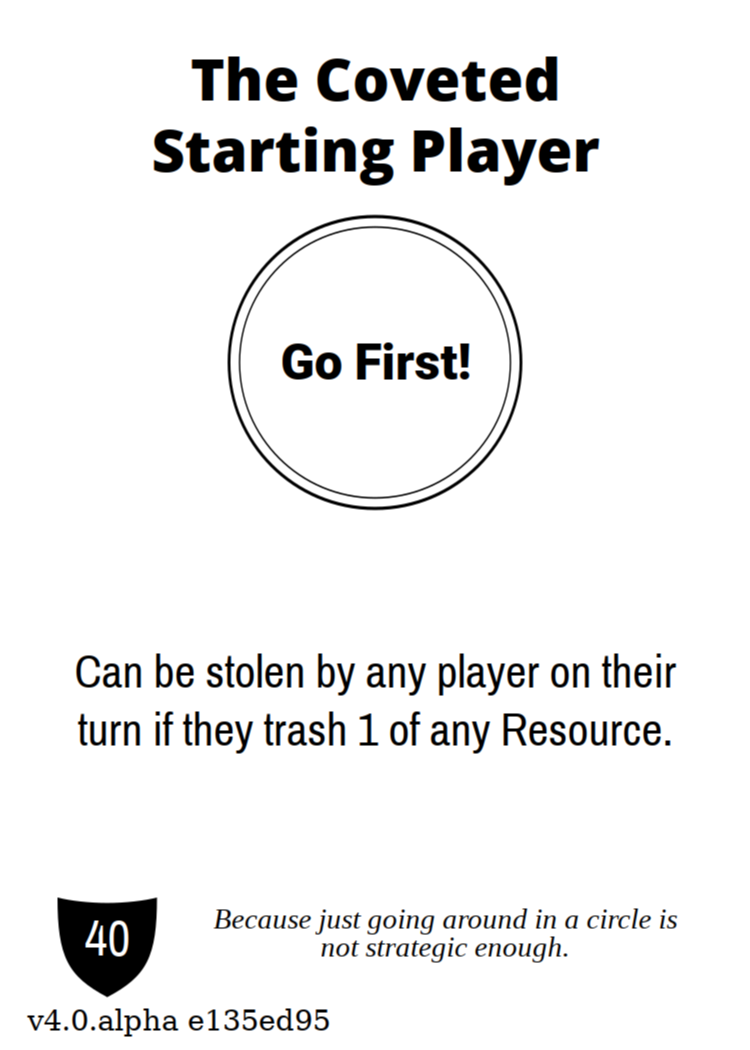 The Coveted
Starting Player
Go First!
Can be stolen by any player on their
turn if they trash 1 of any Resource.
40
Because just going around in a circle is
not strategic enough.
v4.0.alpha e135ed95